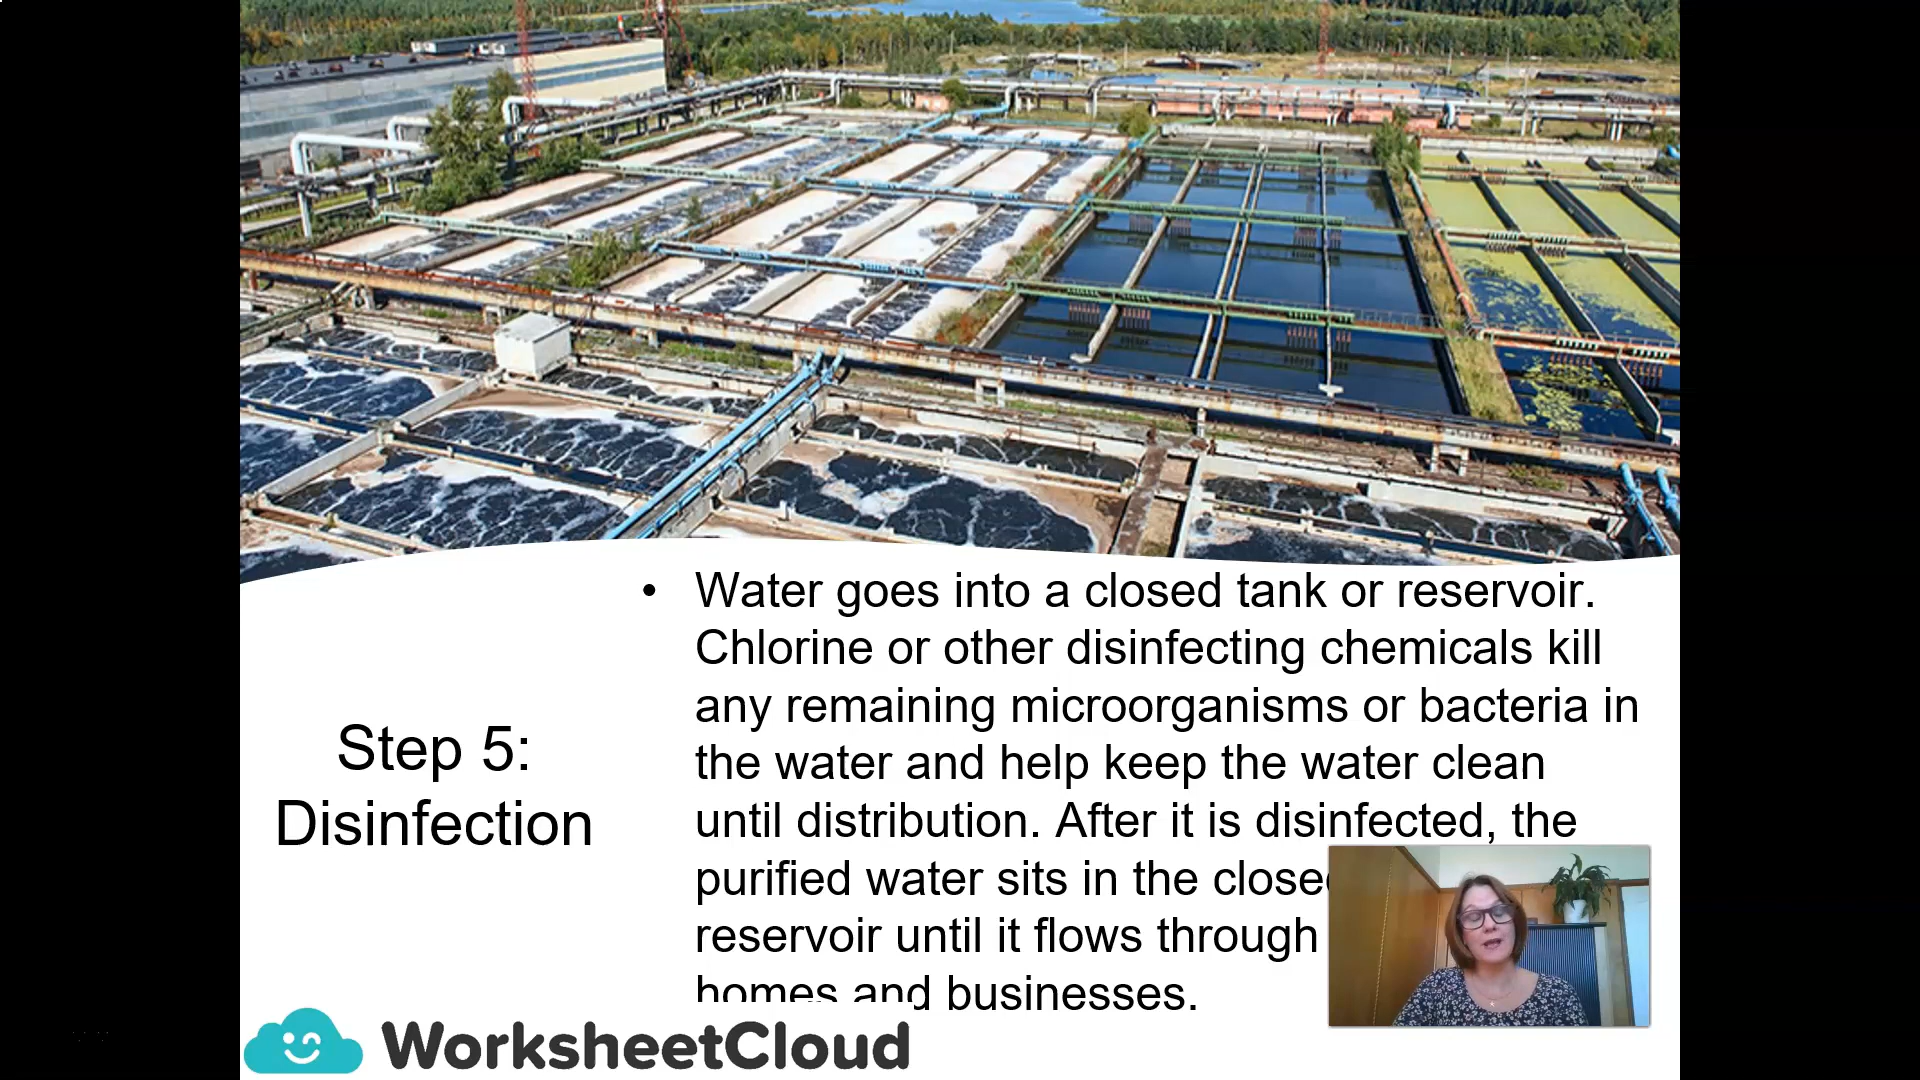 Step 5:
Disinfection
• Water goes into a closed tank or reservoir.
Chlorine or other disinfecting chemicals kill
any remaining microorganisms or bacteria in
the water and help keep the water clean
until distribution. After it is disinfected, the
purified water sits in the closed
reservoir until it flows through
homes and businesses.
WorksheetCloud